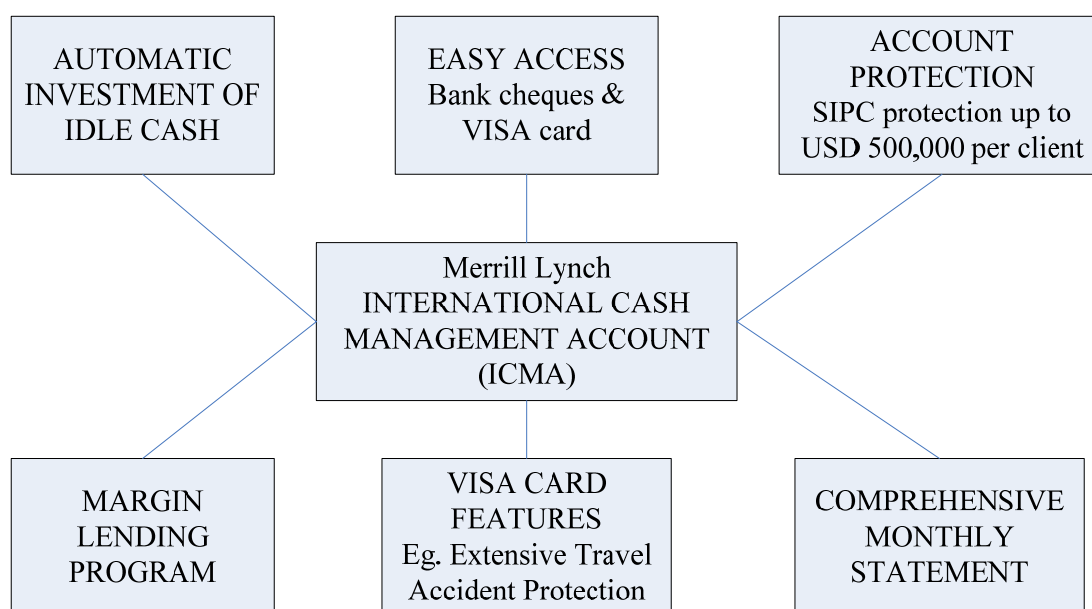 AUTOMATIC
INVESTMENT OF
IDLE CASH
EASY ACCESS
Bank cheques &
VISA card
ACCOUNT
PROTECTION
SIPC protection up to
USD 500,000 per client
Merrill Lynch
INTERNATIONAL CASH
MANAGEMENT ACCOUNT
(ICMA)
MARGIN
LENDING
PROGRAM
VISA CARD
FEATURES
Eg. Extensive Travel
Accident Protection
COMPREHENSIVE
MONTHLY
STATEMENT